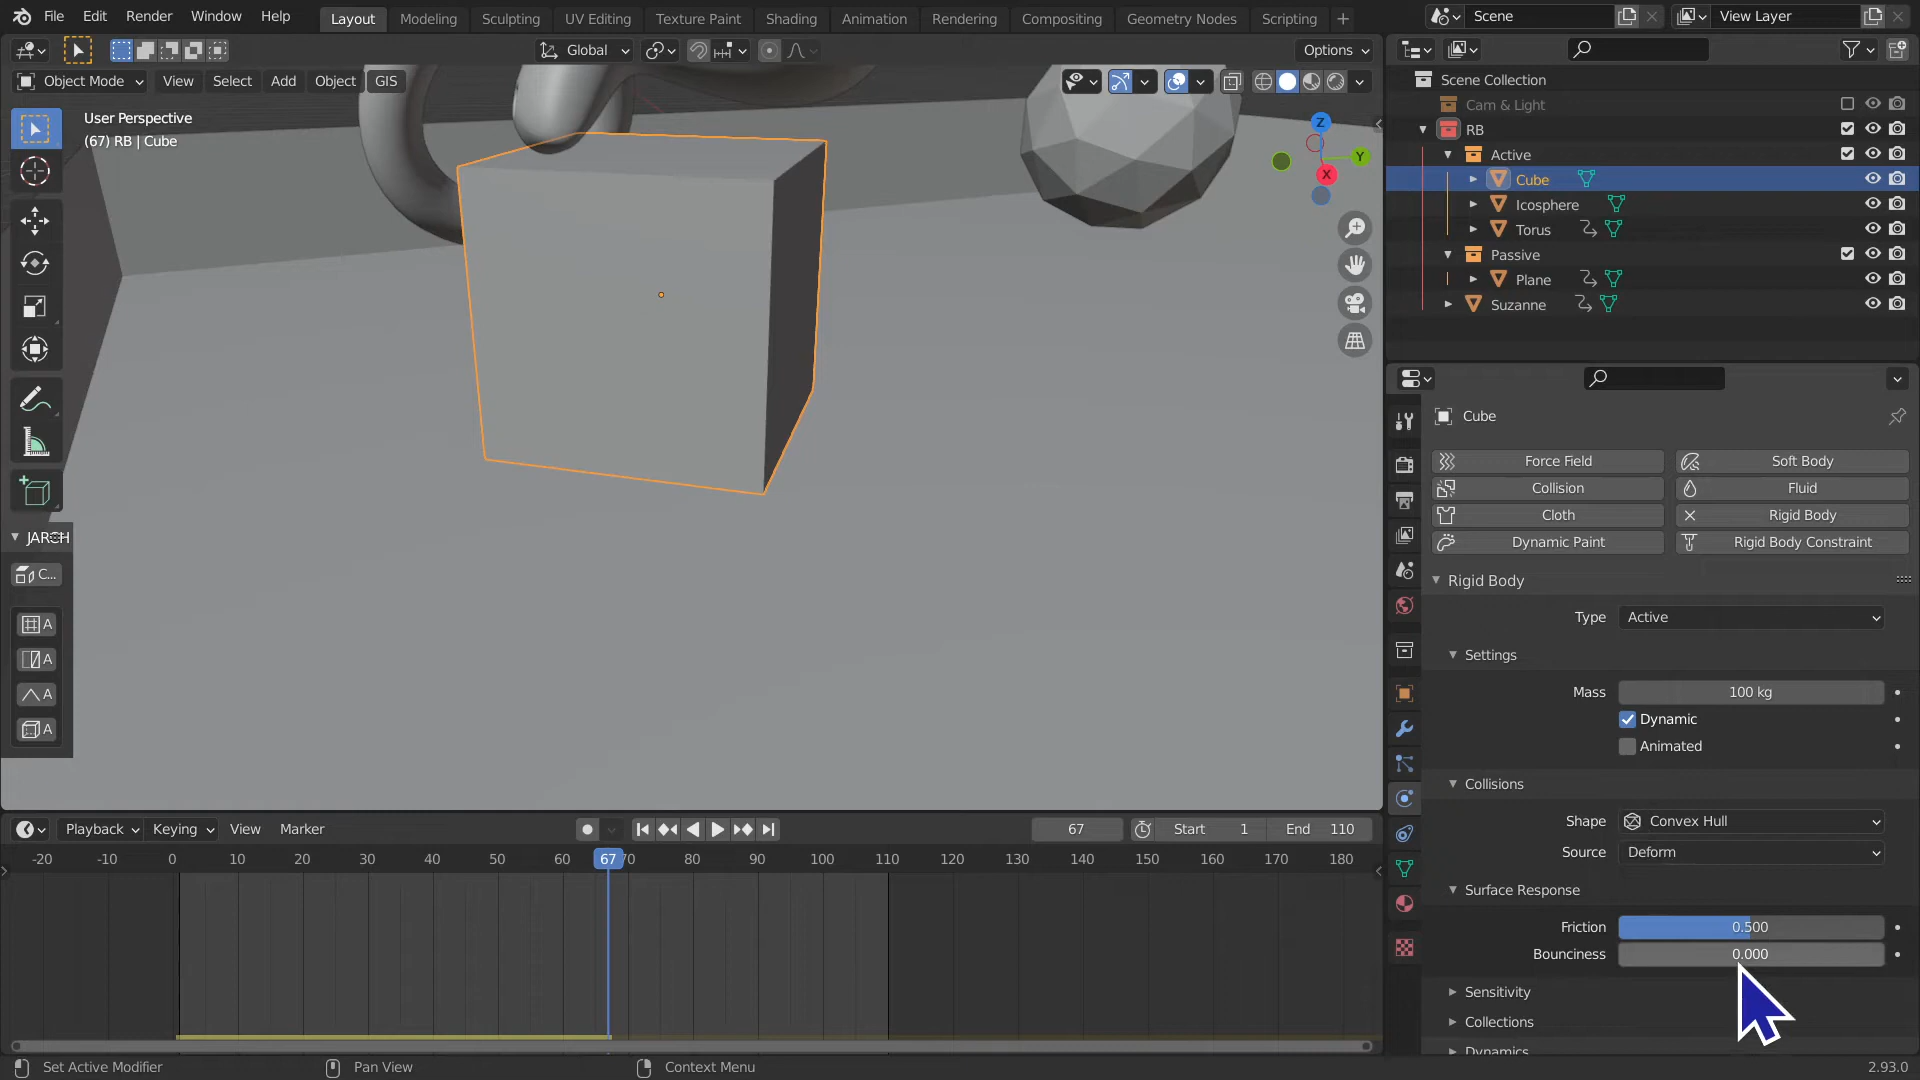 File Edit Render Window Help
Layout Modeling Sculpting UV Editing Texture Paint Shading Animation Rendering Compositing Geometry Nodes Scripting +
Scene
View Layer
Global
Options
Object Mode View Select Add Object GIS
User Perspective
(67) RB | Cube
Z
Y
X
C...
A
A
A
A
Scene Collection
Cam & Light
RB
Active
Cube
Icosphere
Torus
Passive
Plane
Suzanne
Cube
Force Field Soft Body
Collision Fluid
Cloth Rigid Body
Dynamic Paint Rigid Body Constraint
Rigid Body
Type Active
Settings
Mass 100 kg
Dynamic
Animated
Collisions
Shape Convex Hull
Source Deform
Surface Response
Friction 0.500
Bounciness 0.000
Sensitivity
Collections
Dynamics
Playback Keying View Marker
67 Start 1 End 110
-20 -10 0 10 20 30 40 50 60 67 70 80 90 100 110 120 130 140 150 160 170 180
Set Active Modifier Pan View Context Menu 2.93.0